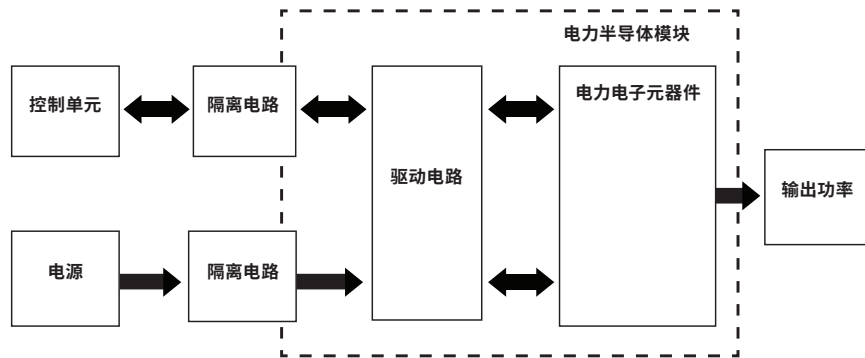 电力半导体模块
控制单元
隔离电路
驱动电路
电力电子元器件
输出功率
电源
隔离电路